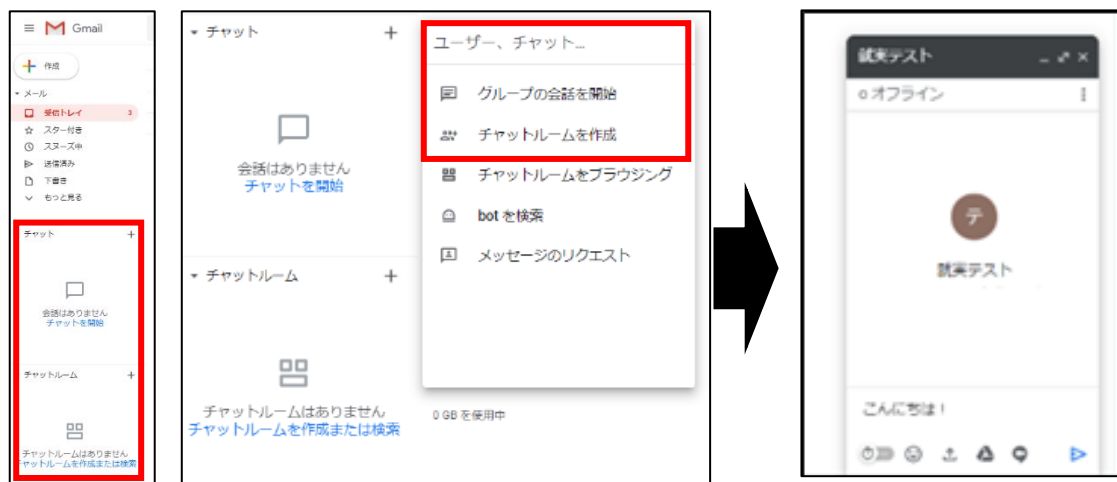 Gmail
作成
メール
受信トレイ 3
スター付き
スヌーズ中
送信済み
下書き
もっと見る
チャット +
会話はありません
チャットを開始
チャットルーム +
チャットルームはありません
チャットルームを作成または検索
チャット +
会話はありません
チャットを開始
チャットルーム +
チャットルームはありません
チャットルームを作成または検索
ユーザー、チャット...
グループの会話を開始
チャットルームを作成
チャットルームをブラウジング
bot を検索
メッセージのリクエスト
0 GB を使用中
就実テスト
オフライン
テ
就実テスト
こんにちは！